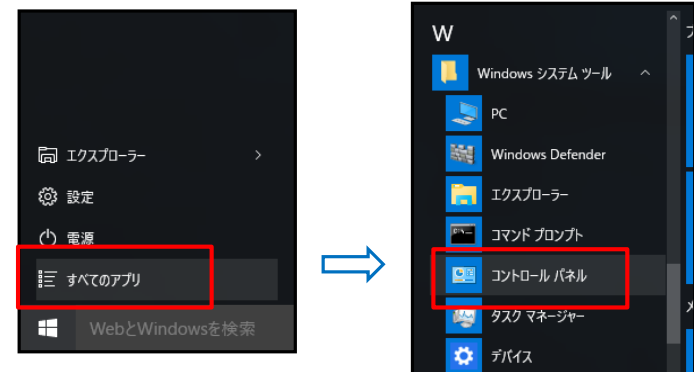 エクスプローラー
設定
電源
すべてのアプリ
WebとWindowsを検索
W
Windows システム ツール
PC
Windows Defender
エクスプローラー
コマンド プロンプト
コントロール パネル
タスク マネージャー
デバイス